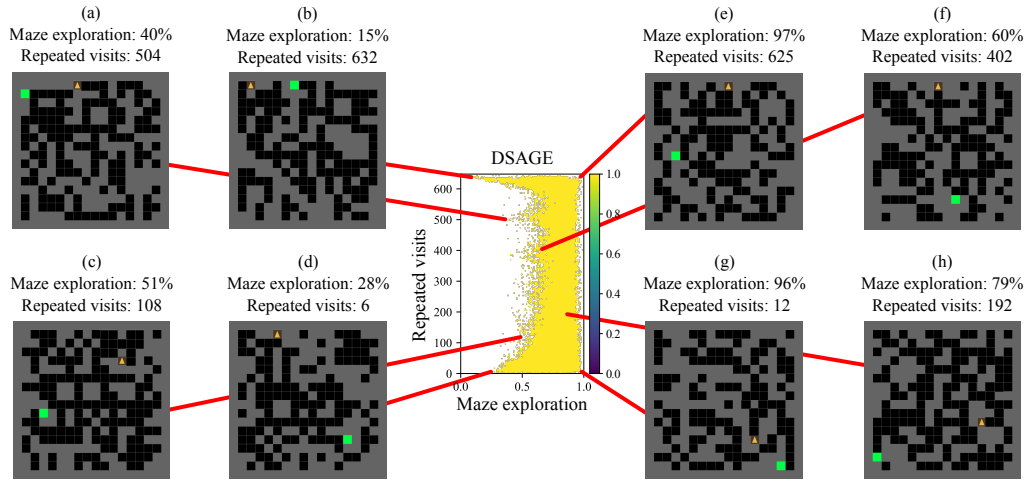 (a)
Maze exploration: 40%
Repeated visits: 504
(b)
Maze exploration: 15%
Repeated visits: 632
(e)
Maze exploration: 97%
Repeated visits: 625
(f)
Maze exploration: 60%
Repeated visits: 402
DSAGE
600
500
400
300
200
100
0
Repeated visits
0.0
0.5
1.0
Maze exploration
1.0
0.8
0.6
0.4
0.2
0.0
(c)
Maze exploration: 51%
Repeated visits: 108
(d)
Maze exploration: 28%
Repeated visits: 6
(g)
Maze exploration: 96%
Repeated visits: 12
(h)
Maze exploration: 79%
Repeated visits: 192